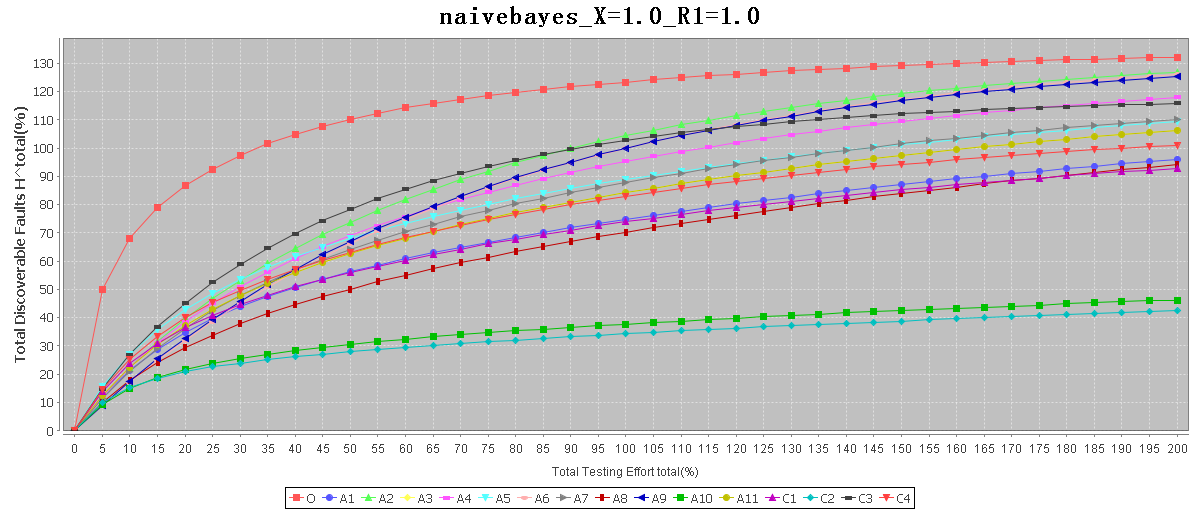 naivebayes_X=1.0_R1=1.0
Total Discoverable Faults H^total(%)
130
120
110
100
90
80
70
60
50
40
30
20
10
0
0 5 10 15 20 25 30 35 40 45 50 55 60 65 70 75 80 85 90 95 100 105 110 115 120 125 130 135 140 145 150 155 160 165 170 175 180 185 190 195 200
Total Testing Effort total(%)
O A1 A2 A3 A4 A5 A6 A7 A8 A9 A10 A11 C1 C2 C3 C4